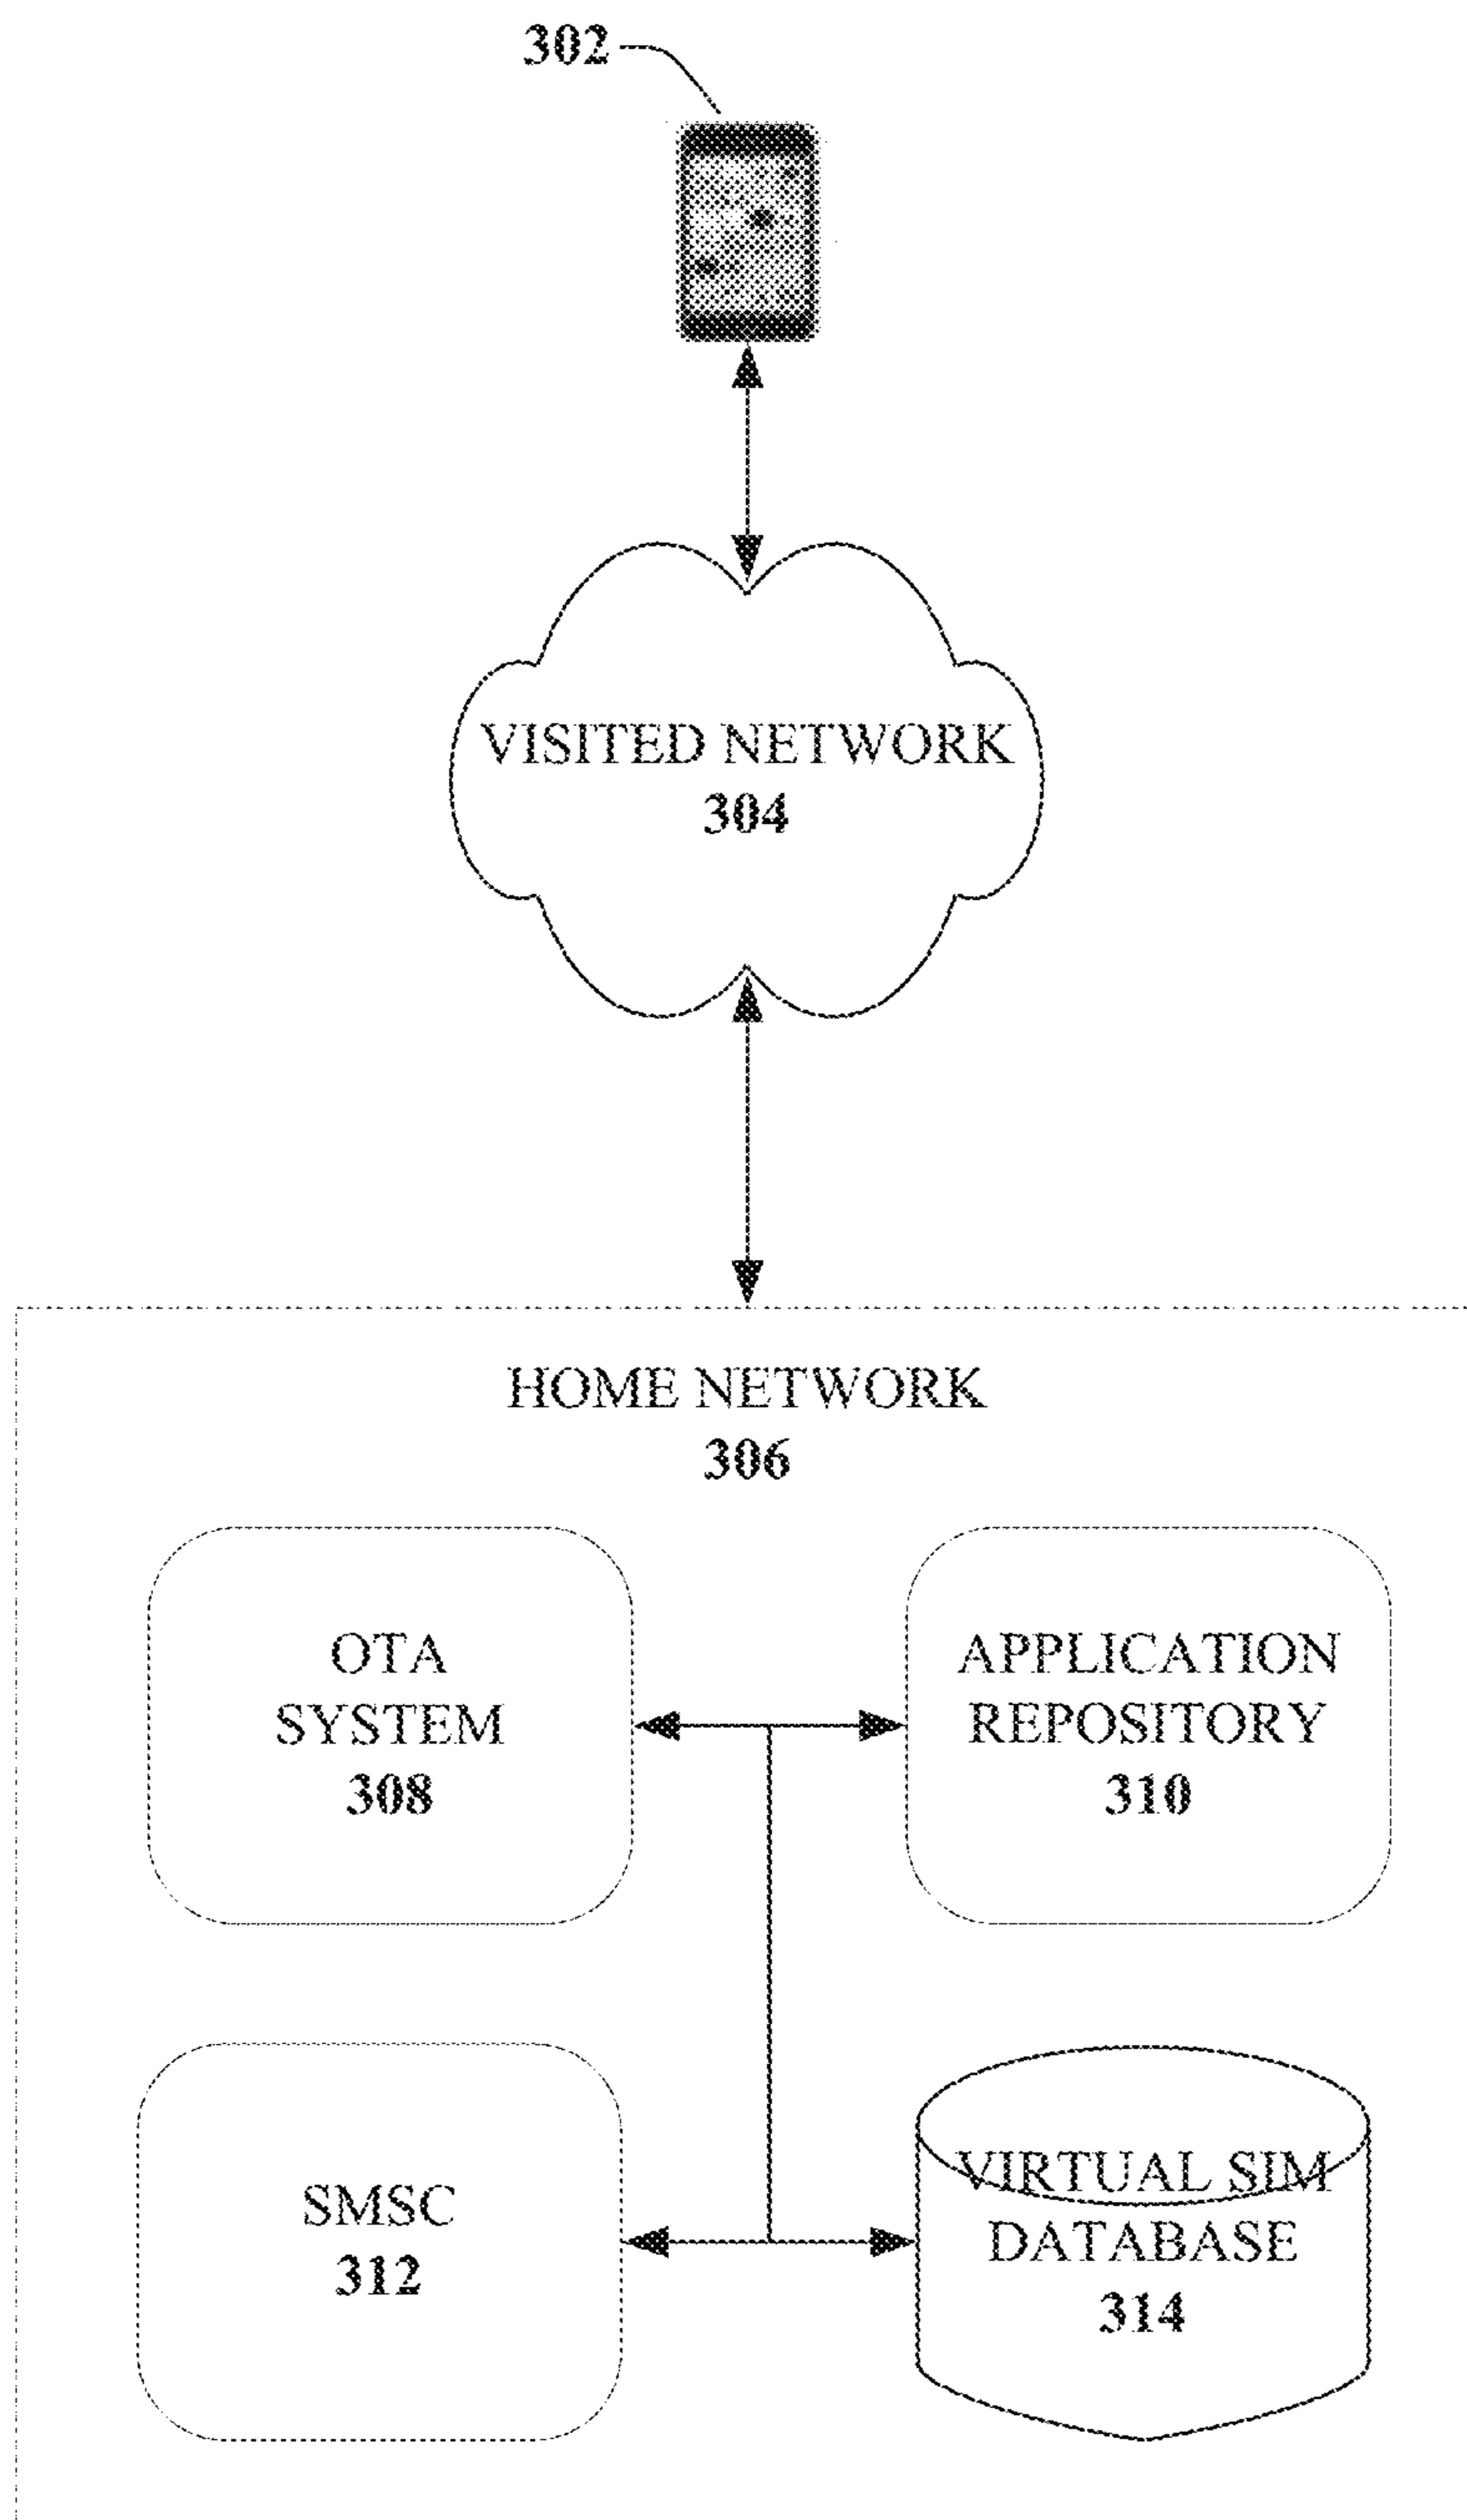 302
VISITED NETWORK
304
HOME NETWORK
306
OTA
SYSTEM
308
APPLICATION
REPOSITORY
310
SMSC
312
VIRTUAL SIM
DATABASE
314